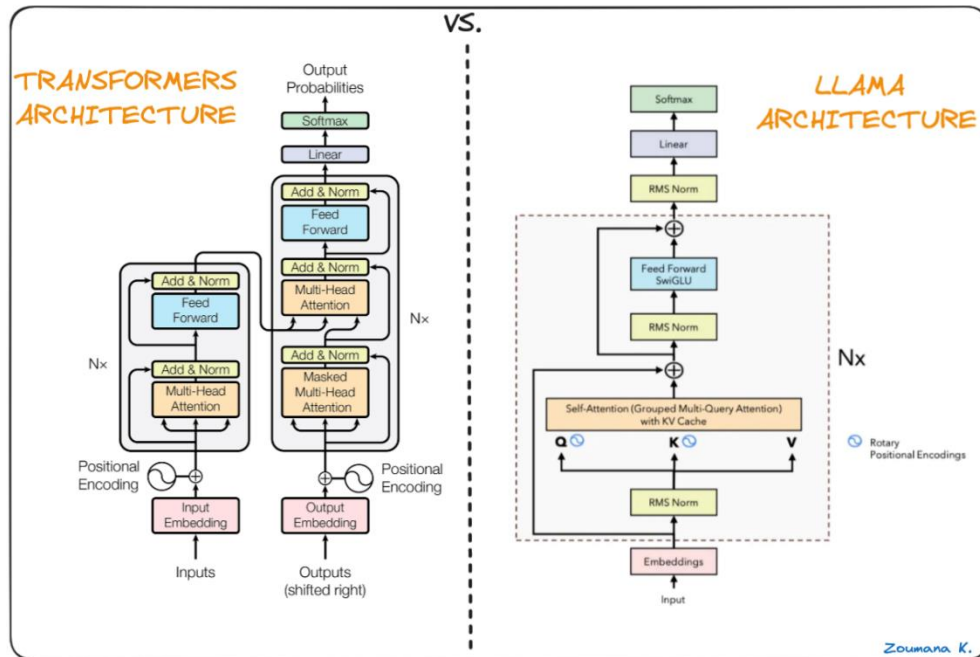 VS.
TRANSFORMERS
ARCHITECTURE
Output
Probabilities
Softmax
Linear
Add & Norm
Feed
Forward
Add & Norm
Multi-Head
Attention
Nx
Add & Norm
Masked
Multi-Head
Attention
Add & Norm
Feed
Forward
Nx
Add & Norm
Multi-Head
Attention
Positional
Encoding
Positional
Encoding
Input
Embedding
Output
Embedding
Inputs
Outputs
(shifted right)
LLAMA
ARCHITECTURE
Softmax
Linear
RMS Norm
Feed Forward
SwiGLU
RMS Norm
Nx
Self-Attention (Grouped Multi-Query Attention)
with KV Cache
Q
K
V
Rotary
Positional Encodings
RMS Norm
Embeddings
Input
Zoumana K.